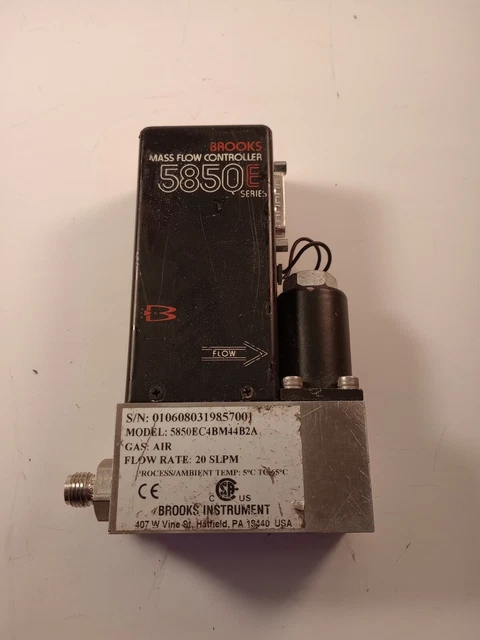 BROOKS
MASS FLOW CONTROLLER
5850E
SERIES
B
FLOW
S/N: 0106080319857001
MODEL: 5850EC4BM44B2A
GAS: AIR
FLOW RATE: 20 SLPM
PROCESS/AMBIENT TEMP: 5°C TO 65°C
CE C SA US
BROOKS INSTRUMENT
407 W Vine St, Hatfield, PA 19440 USA